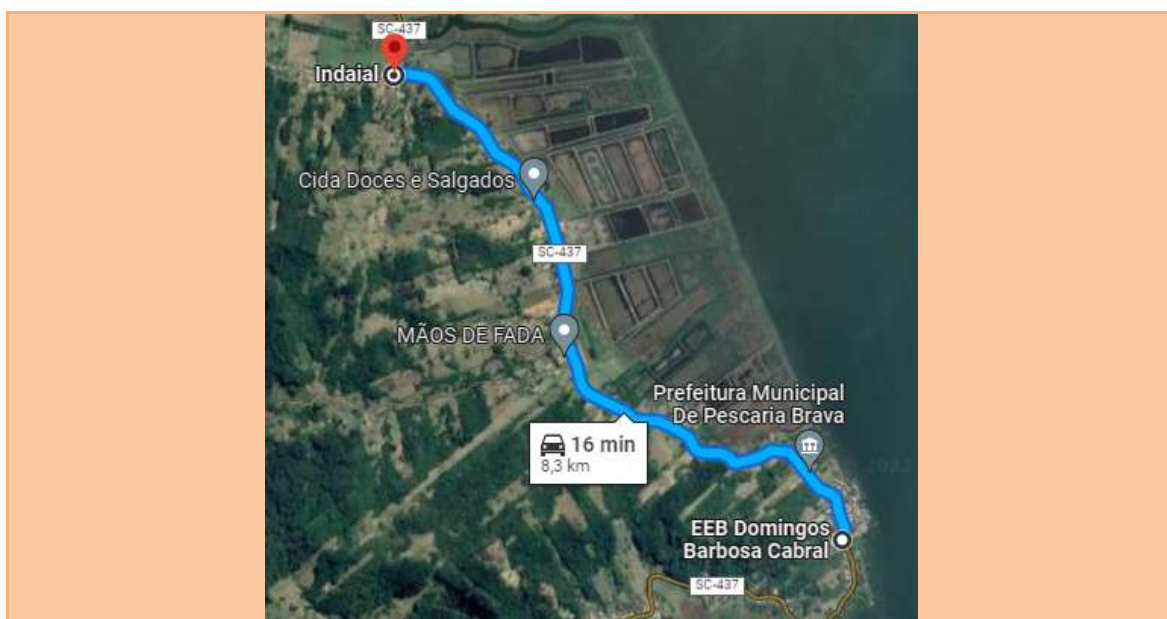 SC-437
Indaial
Cida Doces e Salgados
SC-437
MÃOS DE FADA
Prefeitura Municipal
De Pescaria Brava
16 min
8,3 km
EEB Domingos
Barbosa Cabral
SC-437